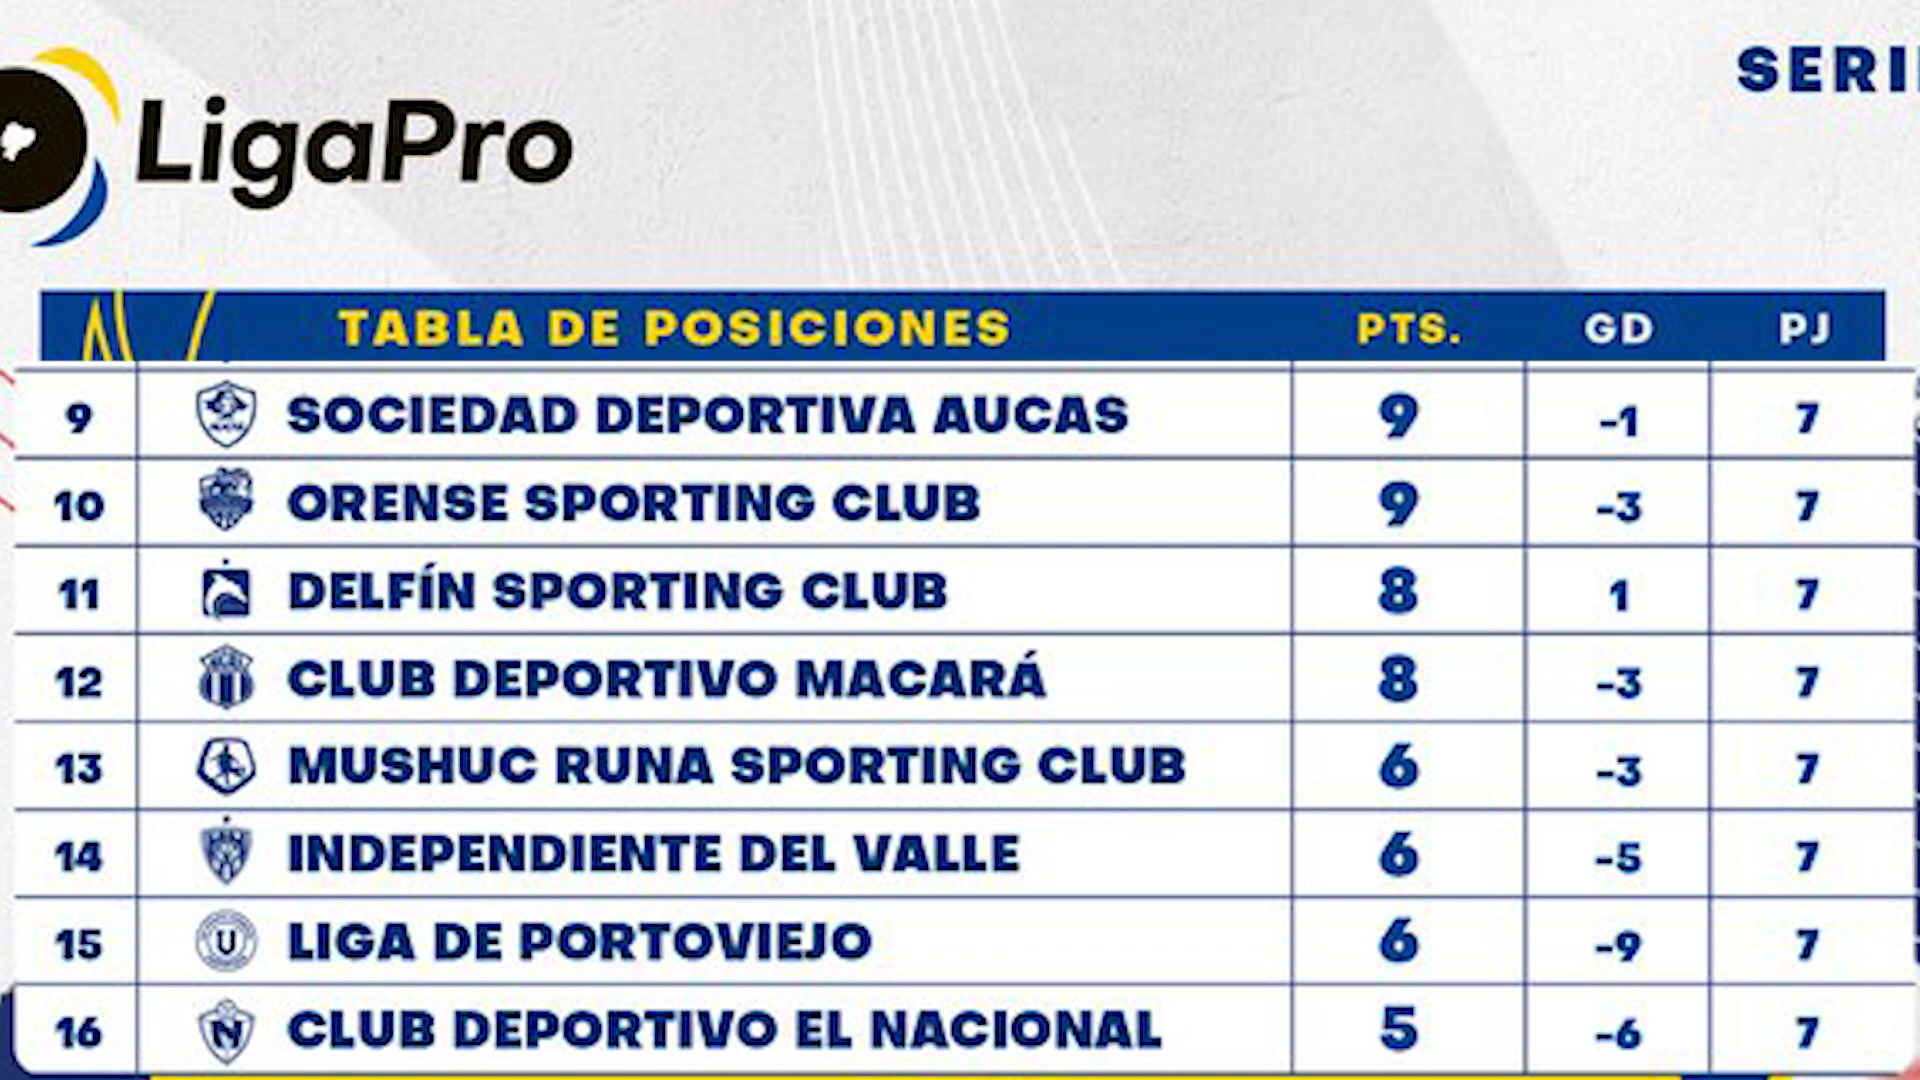 LigaPro
SERI
TABLA DE POSICIONES PTS. GD PJ
9 SOCIEDAD DEPORTIVA AUCAS 9 -1 7
10 ORENSE SPORTING CLUB 9 -3 7
11 DELFÍN SPORTING CLUB 8 1 7
12 CLUB DEPORTIVO MACARÁ 8 -3 7
13 MUSHUC RUNA SPORTING CLUB 6 -3 7
14 INDEPENDIENTE DEL VALLE 6 -5 7
15 U LIGA DE PORTOVIEJO 6 -9 7
16 N CLUB DEPORTIVO EL NACIONAL 5 -6 7